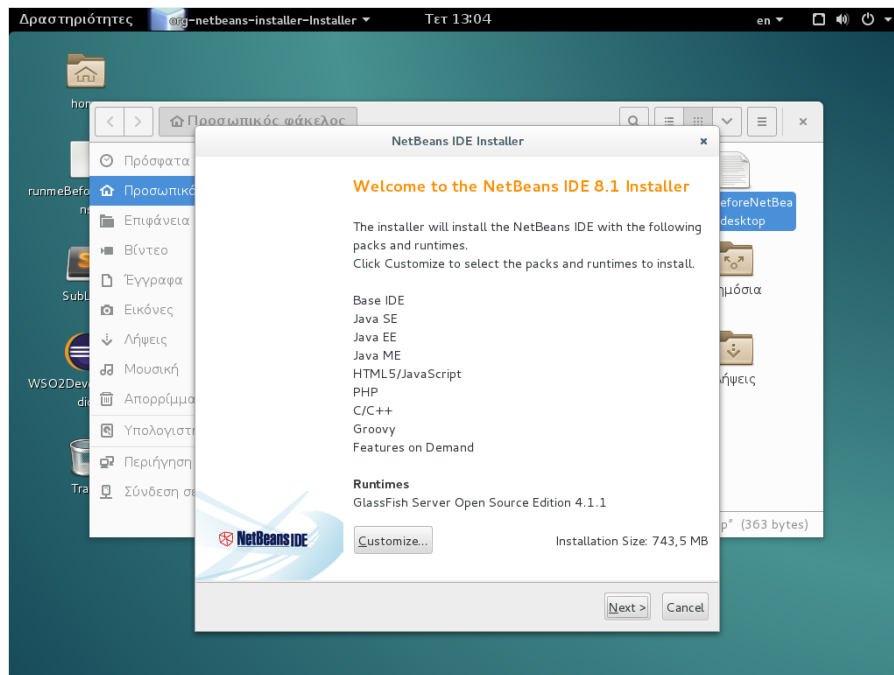 Δραστηριότητες
org-netbeans-installer-Installer
Τετ 13:04
en
Προσωπικός φάκελος
Πρόσφατα
Επιφάνεια
Βίντεο
Έγγραφα
Εικόνες
Λήψεις
Μουσική
Περιήγηση
Σύνδεση
NetBeans IDE Installer
Welcome to the NetBeans IDE 8.1 Installer
The installer will install the NetBeans IDE with the following
packs and runtimes.
Click Customize to select the packs and runtimes to install.
Base IDE
Java SE
Java EE
Java ME
HTML5/JavaScript
PHP
C/C++
Groovy
Features on Demand
Runtimes
GlassFish Server Open Source Edition 4.1.1
NetBeans IDE
Customize...
Installation Size: 743,5 MB
Next >
Cancel
desktop
(363 bytes)